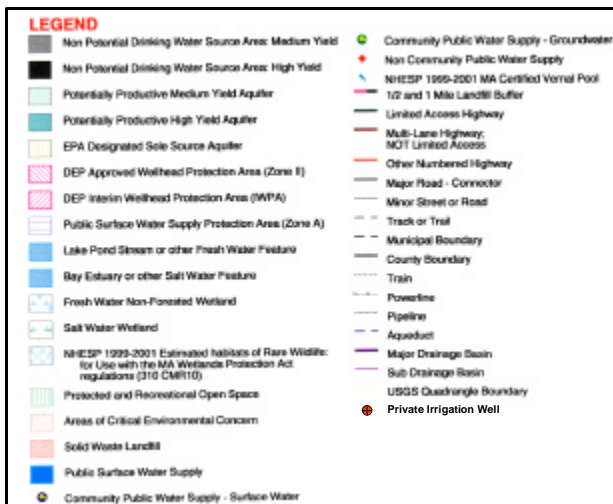 LEGEND
Non Potential Drinking Water Source Area: Medium Yield
Non Potential Drinking Water Source Area: High Yield
Potentially Productive Medium Yield Aquifer
Potentially Productive High Yield Aquifer
EPA Designated Sole Source Aquifer
DEP Approved Wellhead Protection Area (Zone II)
DEP Interim Wellhead Protection Area (IWPA)
Public Surface Water Supply Protection Area (Zone A)
Lake Pond Stream or other Fresh Water Feature
Bay Estuary or other Salt Water Feature
Fresh Water Non-Forested Wetland
Salt Water Wetland
NHESP 1999-2001 Estimated habitats of Rare Wildlife:
for Use with the MA Wetlands Protection Act
regulations (310 CMR10)
Protected and Recreational Open Space
Areas of Critical Environmental Concern
Solid Waste Landfill
Public Surface Water Supply
Community Public Water Supply - Surface Water
Community Public Water Supply - Groundwater
Non Community Public Water Supply
NHESP 1999-2001 MA Certified Vernal Pool
1/2 and 1 Mile Landfill Buffer
Limited Access Highway
Multi-Lane Highway;
NOT Limited Access
Other Numbered Highway
Major Road - Connector
Minor Street or Road
Track or Trail
Municipal Boundary
County Boundary
Train
Powerline
Pipeline
Aqueduct
Major Drainage Basin
Sub Drainage Basin
USGS Quadrangle Boundary
Private Irrigation Well